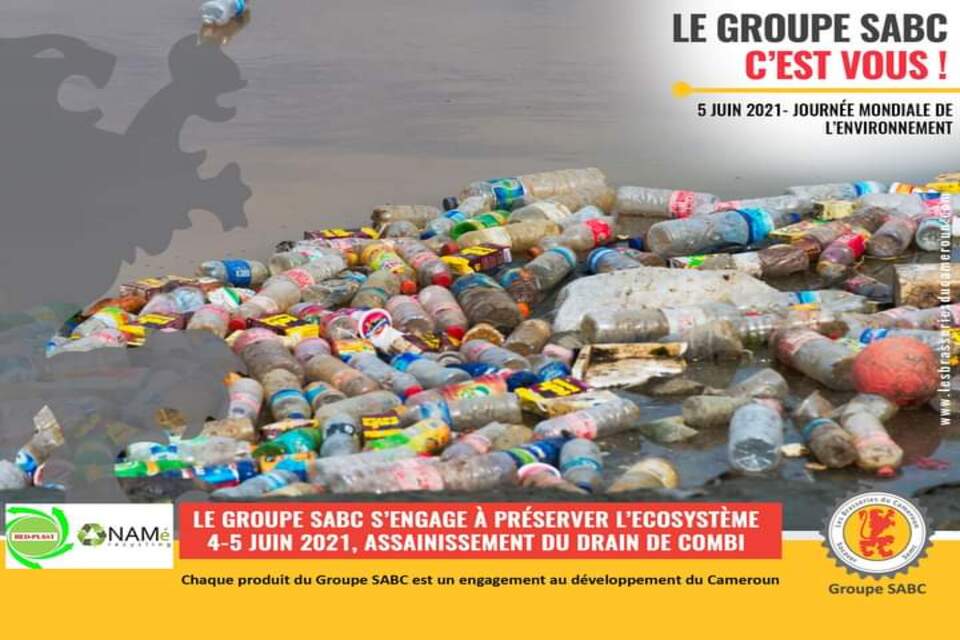 LE GROUPE SABC
C'EST VOUS !
5 JUIN 2021- JOURNÉE MONDIALE DE
L'ENVIRONNEMENT
www.lesbrasseriesducameroun.com
RED-PLAST
NAMé
recycling
LE GROUPE SABC S'ENGAGE À PRÉSERVER L'ECOSYSTÈME
4-5 JUIN 2021, ASSAINISSEMENT DU DRAIN DE COMBI
Chaque produit du Groupe SABC est un engagement au développement du Cameroun
Les Brasseries du Cameroun
Groupe SABC